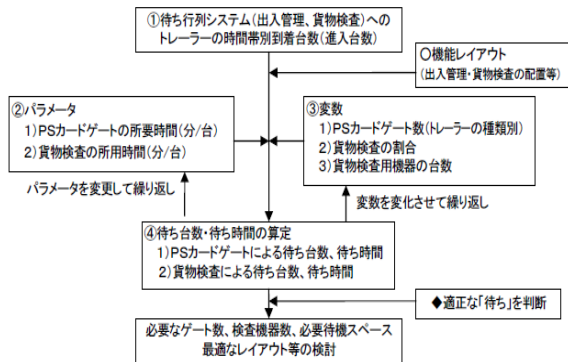 ①待ち行列システム(出入管理、貨物検査)への
トレーラーの時間帯別到着台数(進入台数)
〇機能レイアウト
(出入管理・貨物検査の配置等)
②パラメータ
1)PSカードゲートの所要時間(分/台)
2)貨物検査の所用時間(分/台)
③変数
1)PSカードゲート数(トレーラーの種類別)
2)貨物検査の割合
3)貨物検査用機器の台数
パラメータを変更して繰り返し
変数を変化させて繰り返し
④待ち台数・待ち時間の算定
1)PSカードゲートによる待ち台数、待ち時間
2)貨物検査による待ち台数、待ち時間
◆適正な「待ち」を判断
必要なゲート数、検査機器数、必要待機スペース
最適なレイアウト等の検討